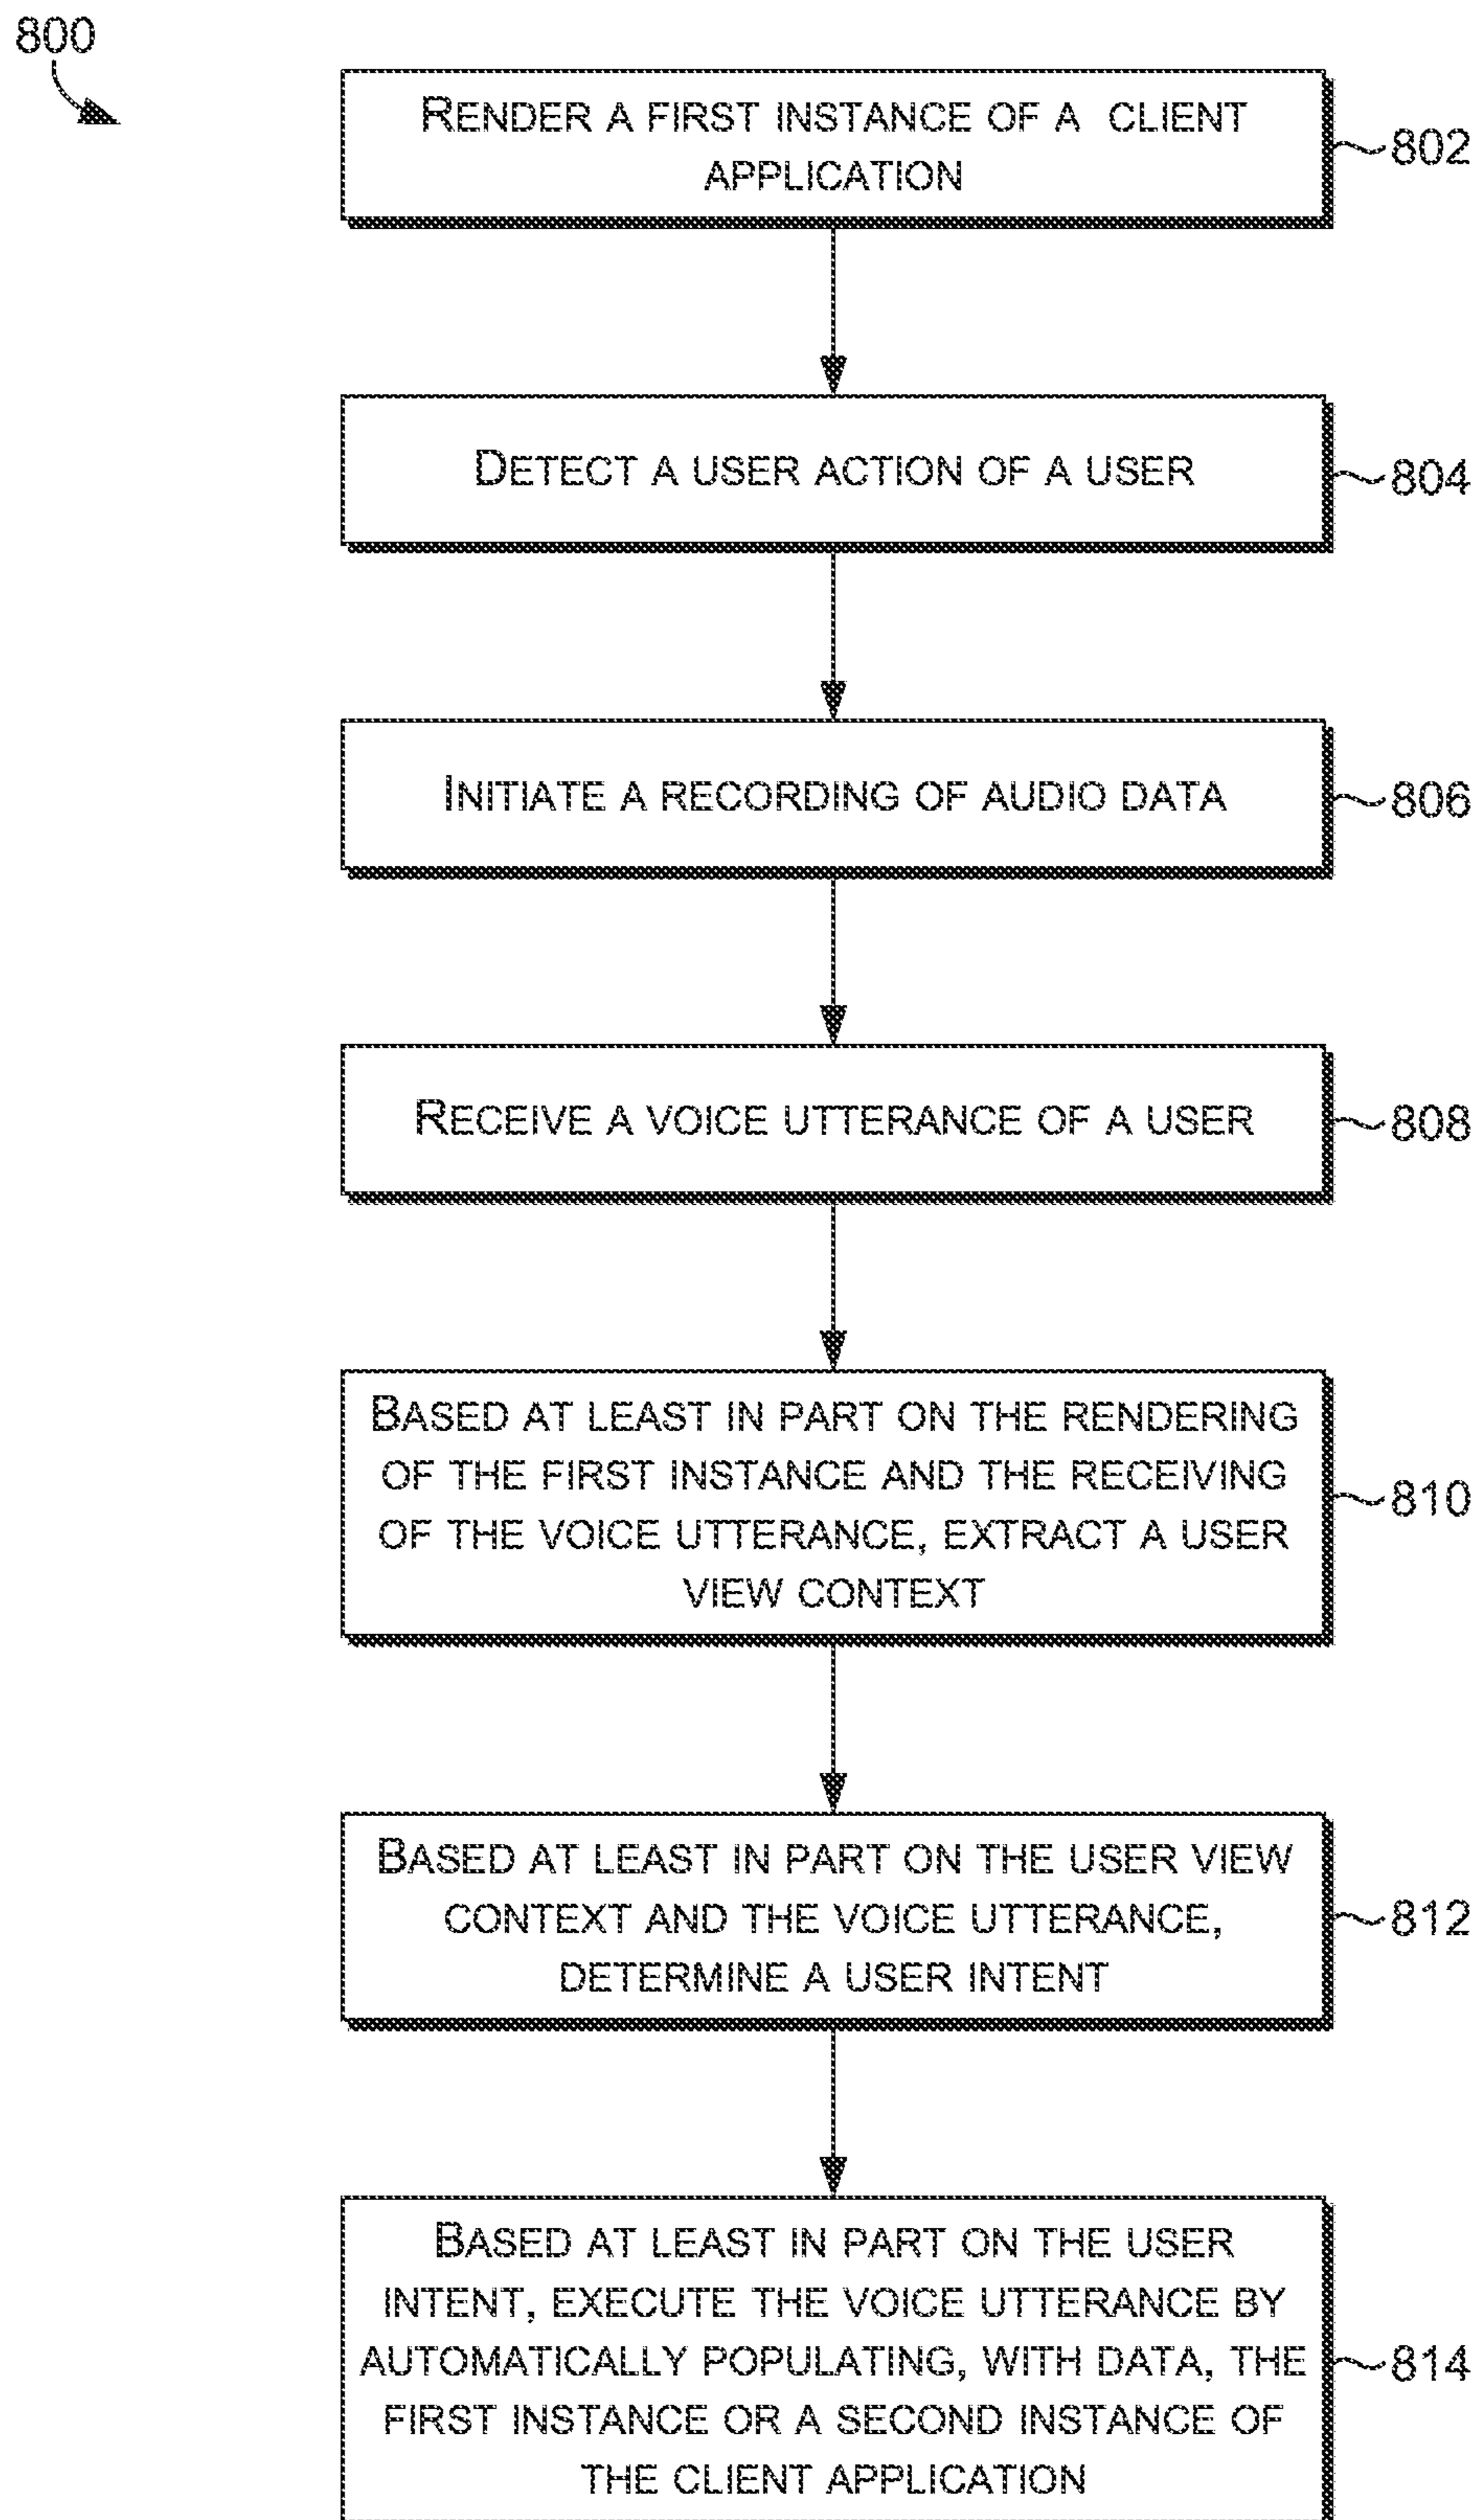 800
RENDER A FIRST INSTANCE OF A CLIENT
APPLICATION
802
DETECT A USER ACTION OF A USER
804
INITIATE A RECORDING OF AUDIO DATA
806
RECEIVE A VOICE UTTERANCE OF A USER
808
BASED AT LEAST IN PART ON THE RENDERING
OF THE FIRST INSTANCE AND THE RECEIVING
OF THE VOICE UTTERANCE, EXTRACT A USER
VIEW CONTEXT
810
BASED AT LEAST IN PART ON THE USER VIEW
CONTEXT AND THE VOICE UTTERANCE,
DETERMINE A USER INTENT
812
BASED AT LEAST IN PART ON THE USER
INTENT, EXECUTE THE VOICE UTTERANCE BY
AUTOMATICALLY POPULATING, WITH DATA, THE
FIRST INSTANCE OR A SECOND INSTANCE OF
THE CLIENT APPLICATION
814